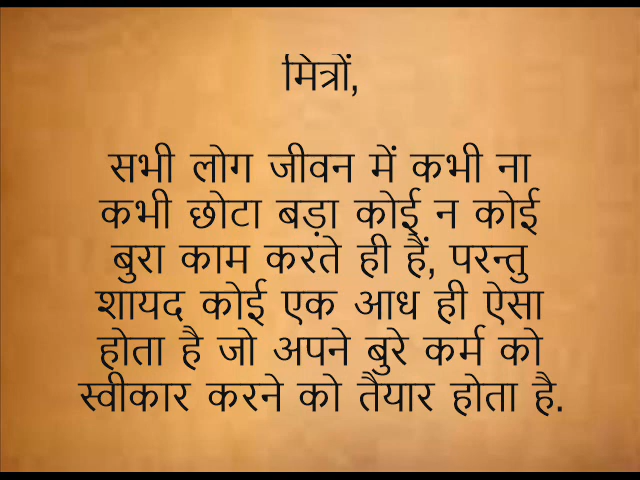 मित्रों,
सभी लोग जीवन में कभी ना
कभी छोटा बड़ा कोई न कोई
बुरा काम करते ही हैं, परन्तु
शायद कोई एक आध ही ऐसा
होता है जो अपने बुरे कर्म को
स्वीकार करने को तैयार होता है.